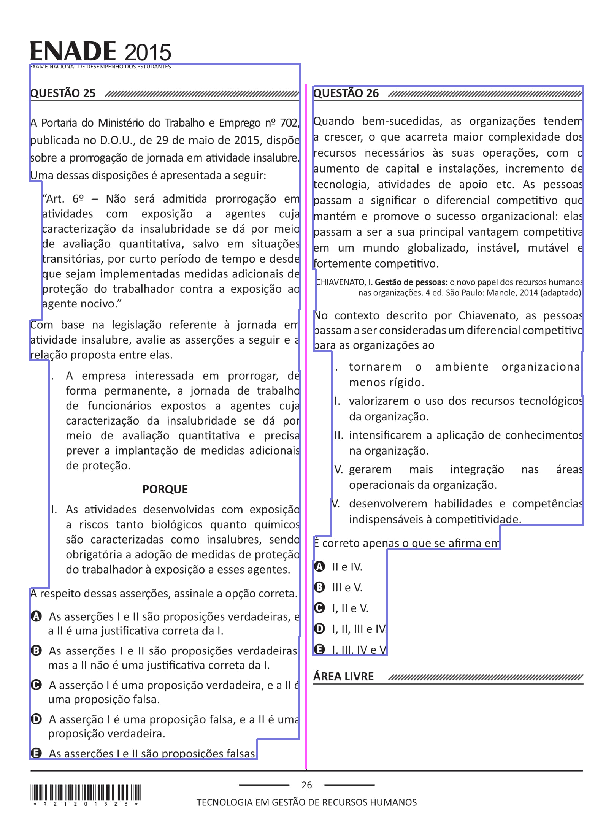 ENADE 2015
EXAME NACIONAL DE DESEMPENHO DOS ESTUDANTES
QUESTÃO 25
A Portaria do Ministério do Trabalho e Emprego nº 702,
publicada no D.O.U., de 29 de maio de 2015, dispõe
sobre a prorrogação de jornada em atividade insalubre.
Uma dessas disposições é apresentada a seguir:
“Art. 6º – Não será admitida prorrogação em
atividades com exposição a agentes cuja
caracterização da insalubridade se dá por meio
de avaliação quantitativa, salvo em situações
transitórias, por curto período de tempo e desde
que sejam implementadas medidas adicionais de
proteção do trabalhador contra a exposição ao
agente nocivo.”
Com base na legislação referente à jornada em
atividade insalubre, avalie as asserções a seguir e a
relação proposta entre elas.
I. A empresa interessada em prorrogar, de
forma permanente, a jornada de trabalho
de funcionários expostos a agentes cuja
caracterização da insalubridade se dá por
meio de avaliação quantitativa e precisa
prever a implantação de medidas adicionais
de proteção.
PORQUE
II. As atividades desenvolvidas com exposição
a riscos tanto biológicos quanto químicos
são caracterizadas como insalubres, sendo
obrigatória a adoção de medidas de proteção
do trabalhador à exposição a esses agentes.
A respeito dessas asserções, assinale a opção correta.
A As asserções I e II são proposições verdadeiras, e
a II é uma justificativa correta da I.
B As asserções I e II são proposições verdadeiras,
mas a II não é uma justificativa correta da I.
C A asserção I é uma proposição verdadeira, e a II é
uma proposição falsa.
D A asserção I é uma proposição falsa, e a II é uma
proposição verdadeira.
E As asserções I e II são proposições falsas.
QUESTÃO 26
Quando bem-sucedidas, as organizações tendem
a crescer, o que acarreta maior complexidade dos
recursos necessários às suas operações, com o
aumento de capital e instalações, incremento de
tecnologia, atividades de apoio etc. As pessoas
passam a significar o diferencial competitivo que
mantém e promove o sucesso organizacional: elas
passam a ser a sua principal vantagem competitiva
em um mundo globalizado, instável, mutável e
fortemente competitivo.
CHIAVENATO, I. Gestão de pessoas: o novo papel dos recursos humanos
nas organizações. 4 ed. São Paulo: Manole, 2014 (adaptado).
No contexto descrito por Chiavenato, as pessoas
passam a ser consideradas um diferencial competitivo
para as organizações ao
I. tornarem o ambiente organizacional
menos rígido.
II. valorizarem o uso dos recursos tecnológicos
da organização.
III. intensificarem a aplicação de conhecimentos
na organização.
IV. gerarem mais integração nas áreas
operacionais da organização.
V. desenvolverem habilidades e competências
indispensáveis à competitividade.
É correto apenas o que se afirma em
A II e IV.
B III e V.
C I, II e V.
D I, II, III e IV.
E I, III, IV e V.
ÁREA LIVRE
26
TECNOLOGIA EM GESTÃO DE RECURSOS HUMANOS